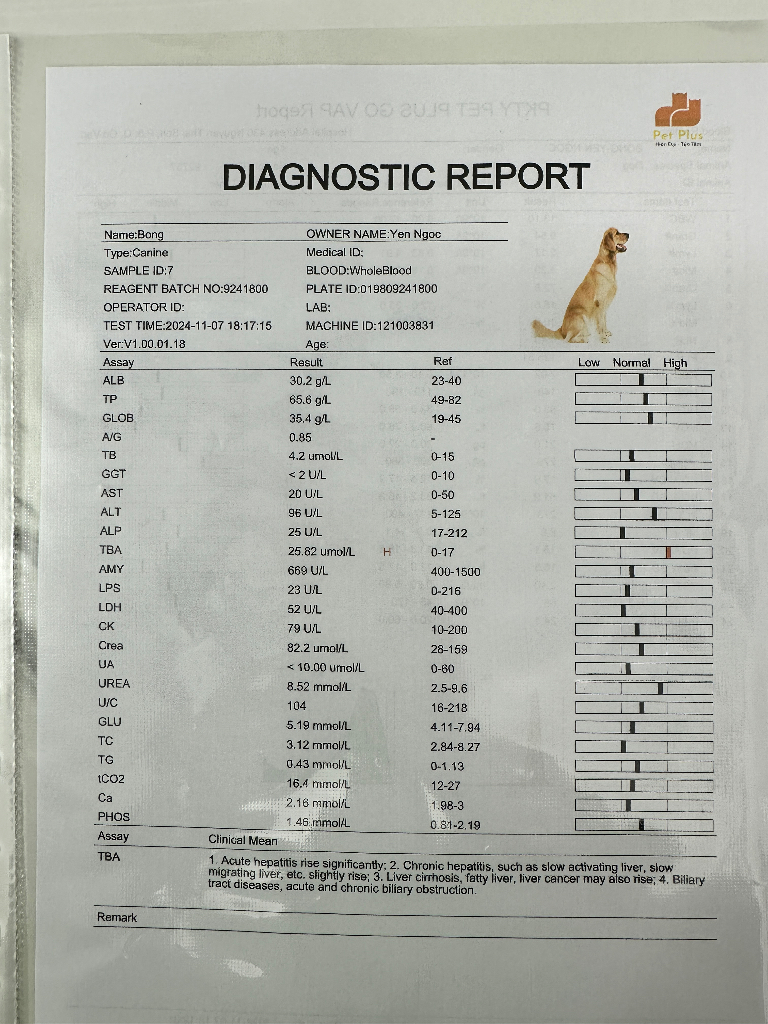 Pet Plus
DIAGNOSTIC REPORT
Name:Bong OWNER NAME:Yen Ngoc
Type:Canine Medical ID:
SAMPLE ID:7 BLOOD:WholeBlood
REAGENT BATCH NO:9241800 PLATE ID:019809241800
OPERATOR ID: LAB:
TEST TIME:2024-11-07 18:17:15 MACHINE ID:121003831
Ver:V1.00.01.18 Age:
Assay Result Ref Low Normal High
ALB 30.2 g/L 23-40
TP 65.6 g/L 49-82
GLOB 35.4 g/L 19-45
A/G 0.85 -
TB 4.2 umol/L 0-15
GGT < 2 U/L 0-10
AST 20 U/L 0-50
ALT 96 U/L 5-125
ALP 25 U/L 17-212
TBA 25.82 umol/L H 0-17
AMY 669 U/L 400-1500
LPS 23 U/L 0-216
LDH 52 U/L 40-400
CK 79 U/L 10-200
Crea 82.2 umol/L 28-159
UA < 10.00 umol/L 0-60
UREA 8.52 mmol/L 2.5-9.6
U/C 104 16-218
GLU 5.19 mmol/L 4.11-7.94
TC 3.12 mmol/L 2.84-8.27
TG 0.43 mmol/L 0-1.13
tCO2 16.4 mmol/L 12-27
Ca 2.16 mmol/L 1.98-3
PHOS 1.46 mmol/L 0.81-2.19
Assay Clinical Mean
TBA 1. Acute hepatitis rise significantly; 2. Chronic hepatitis, such as slow activating liver, slow
migrating liver, etc. slightly rise; 3. Liver cirrhosis, fatty liver, liver cancer may also rise; 4. Biliary
tract diseases, acute and chronic biliary obstruction.
Remark